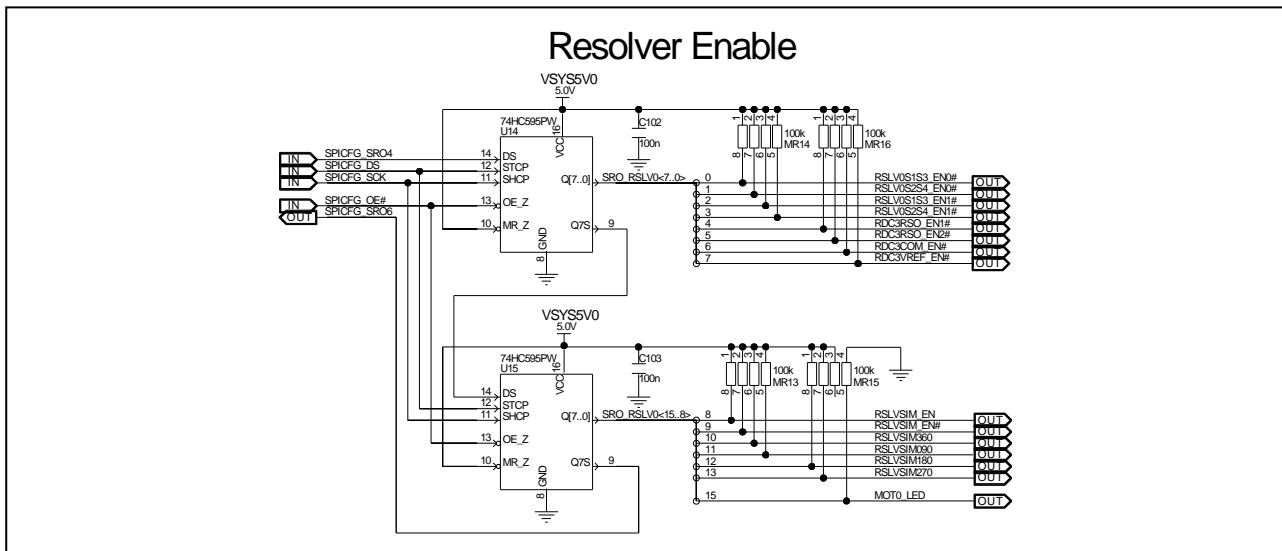 Resolver Enable
VSYS5V0
5.0V
74HC595PW
U14
VCC 16
C102
100n
1 2 3 4
8 7 6 5
100k
MR14
1 2 3 4
8 7 6 5
100k
MR16
IN SPICFG_SRO4 14 DS
IN SPICFG_DS 12 STCP
IN SPICFG_SCK 11 SHCP Q[7..0] SRO_RSLV0<7..0>
IN SPICFG_OE# 13 OE_Z
OUT SPICFG_SRO6
10 MR_Z Q7S 9
8 GND
0 RSLV0S1S3_EN0# OUT
1 RSLV0S2S4_EN0# OUT
2 RSLV0S1S3_EN1# OUT
3 RSLV0S2S4_EN1# OUT
4 RDC3RSO_EN1# OUT
5 RDC3RSO_EN2# OUT
6 RDC3COM_EN# OUT
7 RDC3VREF_EN# OUT
VSYS5V0
5.0V
74HC595PW
U15
VCC 16
C103
100n
1 2 3 4
8 7 6 5
100k
MR13
1 2 3 4
8 7 6 5
100k
MR15
14 DS
12 STCP
11 SHCP Q[7..0] SRO_RSLV0<15..8>
13 OE_Z
10 MR_Z Q7S 9
8 GND
8 RSLVSIM_EN OUT
9 RSLVSIM_EN# OUT
10 RSLVSIM360 OUT
11 RSLVSIM090 OUT
12 RSLVSIM180 OUT
13 RSLVSIM270 OUT
15 MOT0_LED OUT